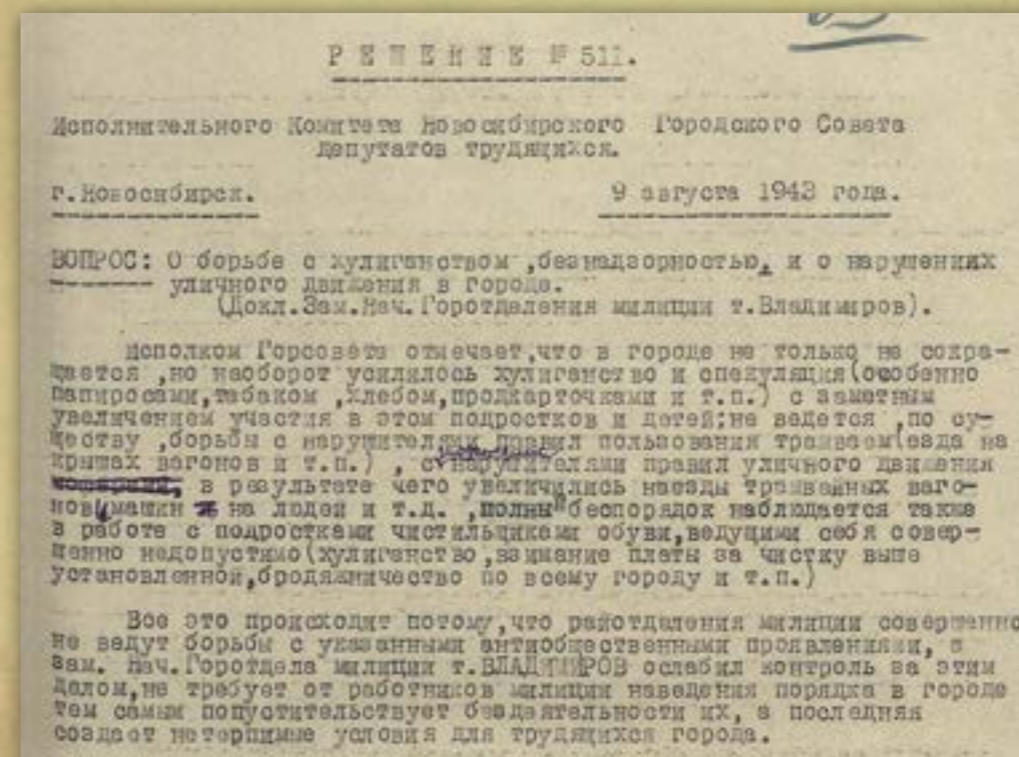 РЕШЕНИЕ № 511.
Исполнительного Комитета Новосибирского Городского Совета
депутатов трудящихся.
г.Новосибирск.
9 августа 1943 года.
ВОПРОС: О борьбе с хулиганством ,безнадзорностью, и о нарушениях
уличного движения в городе.
(Докл.Зам.Нач.Горотделения милиции т.Владимиров).
Исполком Горсовета отмечает,что в городе не только не сокра-
щается ,но наоборот усилилось хулиганство и спекуляция(особенно
папиросами,табаком ,хлебом,продкарточками и т.п.) с заметным
увеличением участия в этом подростков и детей;не ведется ,по су-
ществу ,борьбы с нарушителями правил пользования трамваем(езда на
крышах вагонов и т.п.) , с нарушителями правил уличного движения
в результате чего увеличились наезды трамвайных ваго-
нов,машин на людей и т.д. ,полный беспорядок наблюдается также
в работе с подростками чистильщиками обуви,ведущими себя совер-
шенно недопустимо(хулиганство,взимание платы за чистку выше
установленной,бродяжничество по всему городу и т.п.)
Все это происходит потому,что райотделения милиции совершенно
не ведут борьбы с указанными антиобщественными проявлениями, а
зам. Нач.Горотдела милиции т.ВЛАДИМИРОВ ослабил контроль за этим
делом,не требует от работников милиции наведения порядка в городе
тем самым попустительствует бездеятельности их, а последняя
создает нетерпимые условия для трудящихся города.